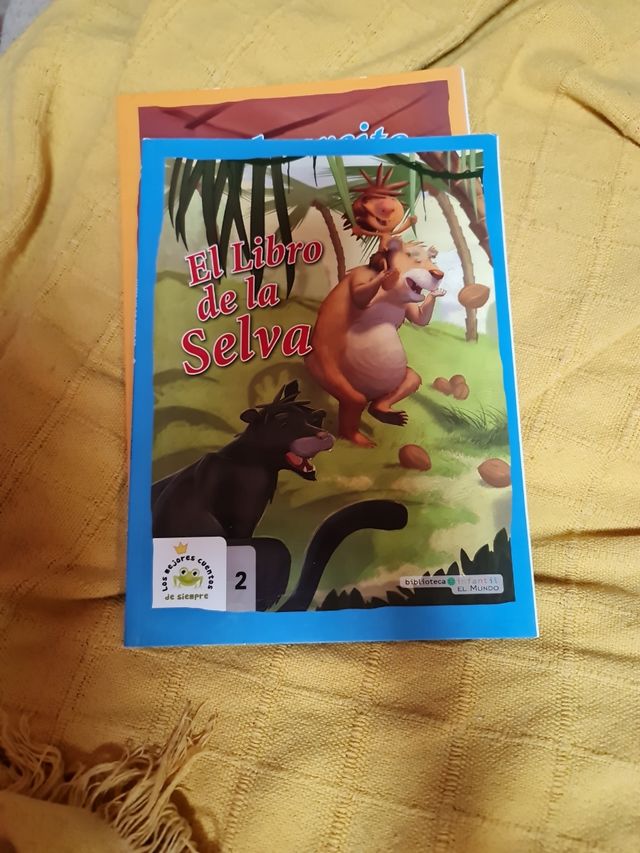 El Libro
de la
Selva
Los mejores cuentos
de siempre
2
biblioteca infantil
EL MUNDO